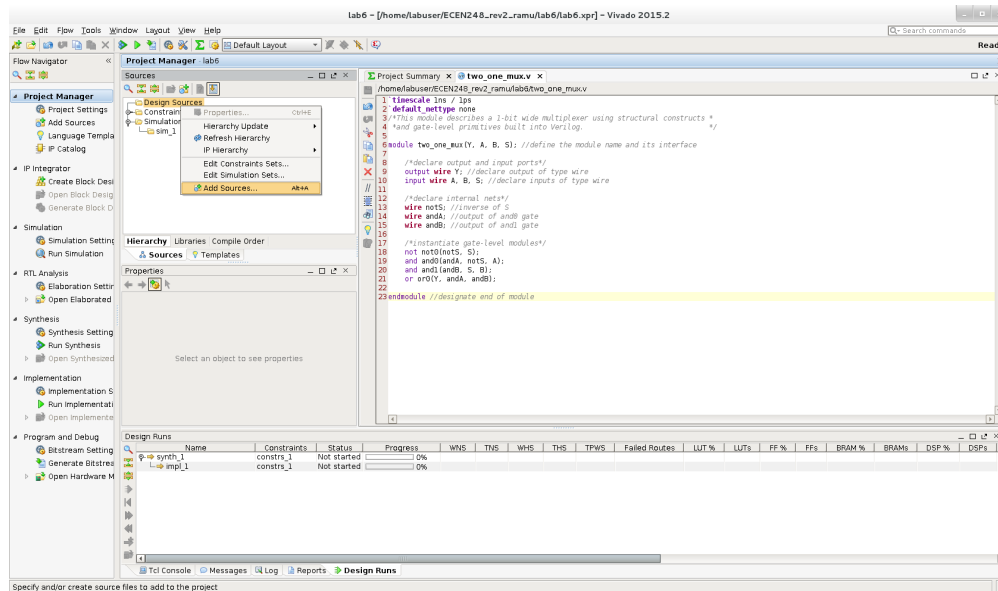 lab6 - [/home/labuser/ECEN248_rev2_ramu/lab6/lab6.xpr] - Vivado 2015.2
File Edit Flow Tools Window Layout View Help
Search commands
Default Layout
Read
Flow Navigator
Project Manager
Project Settings
Add Sources
Language Templa
IP Catalog
IP Integrator
Create Block Desi
Open Block Desig
Generate Block D
Simulation
Simulation Setting
Run Simulation
RTL Analysis
Elaboration Settir
Open Elaborated
Synthesis
Synthesis Setting
Run Synthesis
Open Synthesized
Implementation
Implementation S
Run Implementati
Open Implemente
Program and Debug
Bitstream Setting
Generate Bitstrea
Open Hardware M
Project Manager - lab6
Sources
Design Sources
Constraint
Simulation
sim_1
Properties... Ctrl+E
Hierarchy Update
Refresh Hierarchy
IP Hierarchy
Edit Constraints Sets...
Edit Simulation Sets...
Add Sources... Alt+A
Hierarchy Libraries Compile Order
Sources Templates
Properties
Select an object to see properties
Project Summary × two_one_mux.v ×
/home/labuser/ECEN248_rev2_ramu/lab6/two_one_mux.v
1 `timescale 1ns / 1ps
2 `default_nettype none
3 /*This module describes a 1-bit wide multiplexer using structural constructs *
4 *and gate-level primitives built into Verilog. */
5
6 module two_one_mux(Y, A, B, S); //define the module name and its interface
7
8 /*declare output and input ports*/
9 output wire Y; //declare output of type wire
10 input wire A, B, S; //declare inputs of type wire
11
12 /*declare internal nets*/
13 wire notS; //inverse of S
14 wire andA; //output of and0 gate
15 wire andB; //output of and1 gate
16
17 /*instantiate gate-level modules*/
18 not not0(notS, S);
19 and and0(andA, notS, A);
20 and and1(andB, S, B);
21 or or0(Y, andA, andB);
22
23 endmodule //designate end of module
Design Runs
Name Constraints Status Progress WNS TNS WHS THS TPWS Failed Routes LUT % LUTs FF % FFs BRAM % BRAMs DSP % DSPs
synth_1 constrs_1 Not started 0%
impl_1 constrs_1 Not started 0%
Tcl Console Messages Log Reports Design Runs
Specify and/or create source files to add to the project